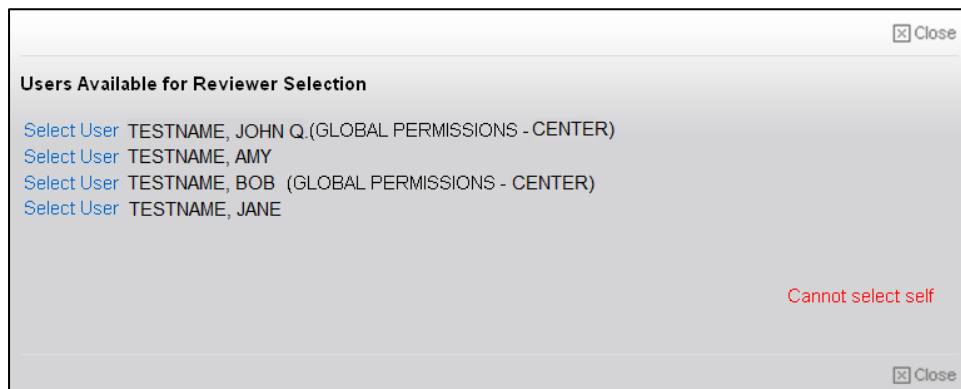 Close
Users Available for Reviewer Selection
Select User TESTNAME, JOHN Q.(GLOBAL PERMISSIONS - CENTER)
Select User TESTNAME, AMY
Select User TESTNAME, BOB (GLOBAL PERMISSIONS - CENTER)
Select User TESTNAME, JANE
Cannot select self
Close